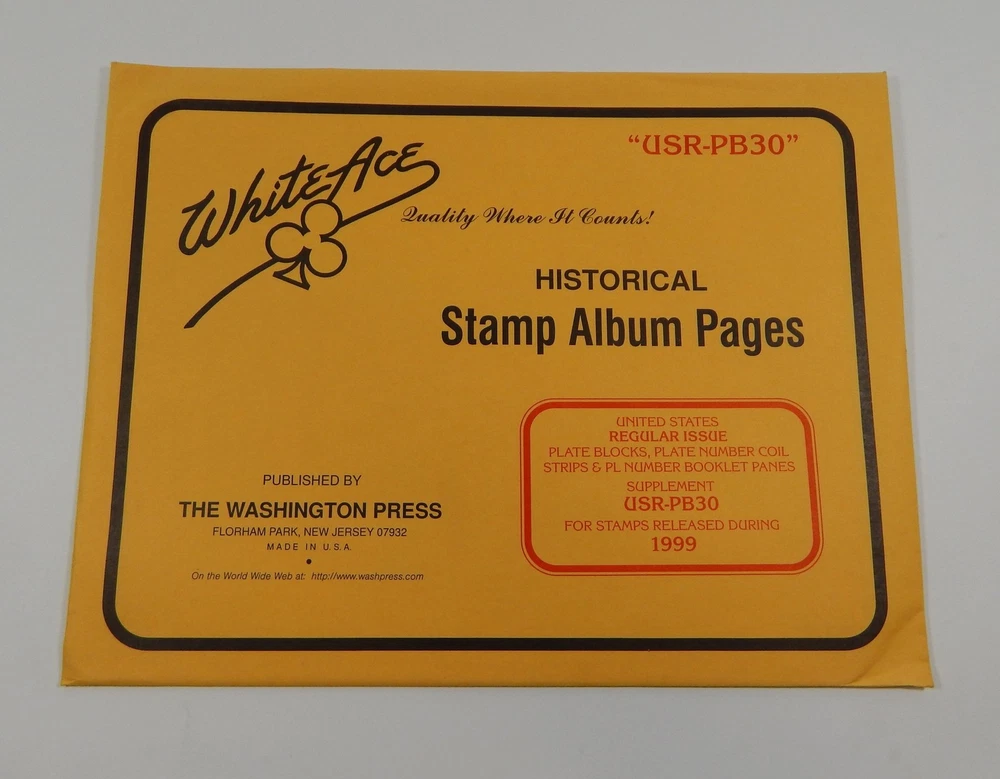 "USR-PB30"
White Ace
Quality Where It Counts!
HISTORICAL
Stamp Album Pages
UNITED STATES
REGULAR ISSUE
PLATE BLOCKS, PLATE NUMBER COIL
STRIPS & PL NUMBER BOOKLET PANES
SUPPLEMENT
USR-PB30
FOR STAMPS RELEASED DURING
1999
PUBLISHED BY
THE WASHINGTON PRESS
FLORHAM PARK, NEW JERSEY 07932
MADE IN U.S.A.
•
On the World Wide Web at: http://www.washpress.com